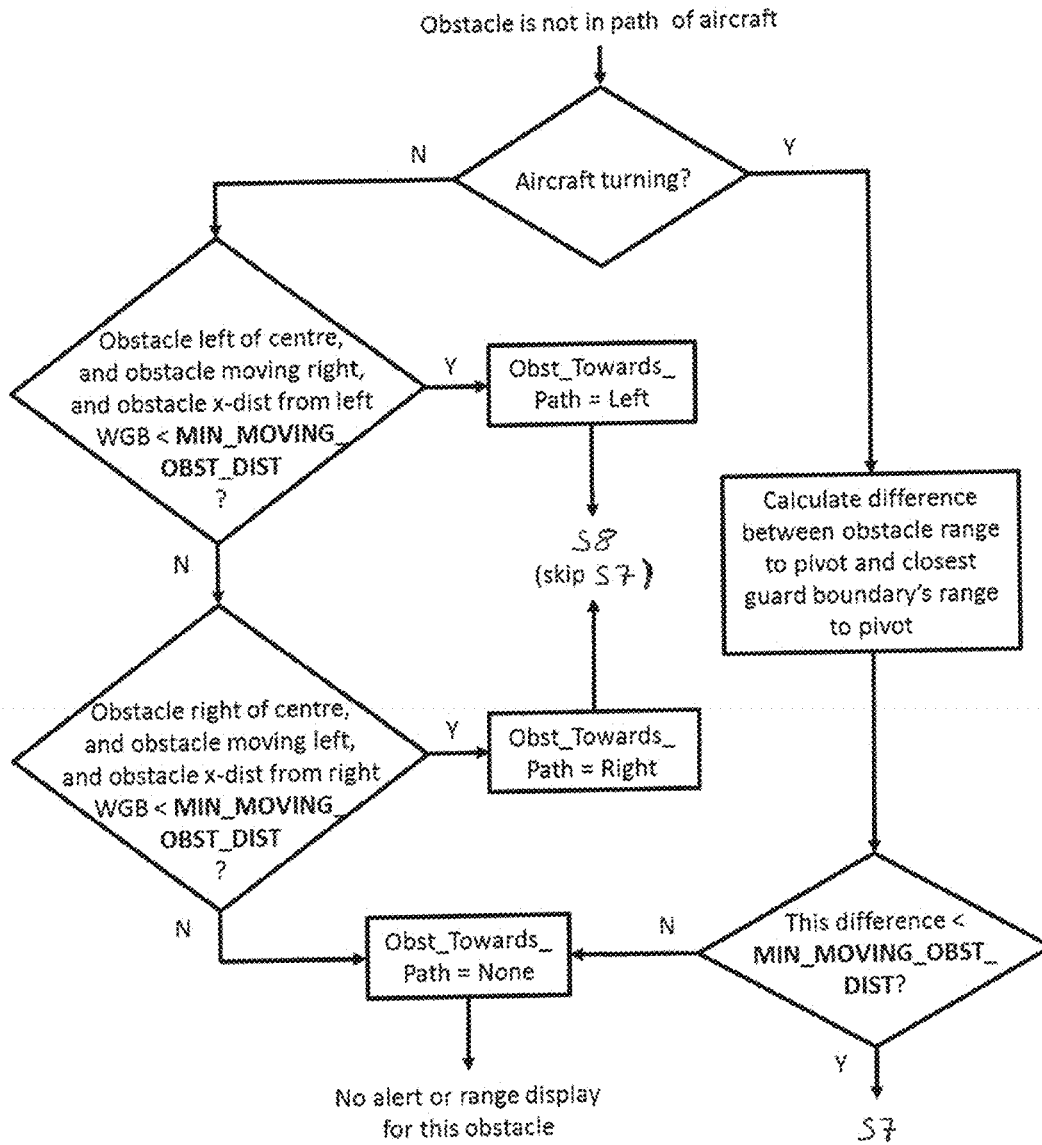 Obstacle is not in path of aircraft
N
Y
Aircraft turning?
Obstacle left of centre,
and obstacle moving right,
and obstacle x-dist from left
WGB < MIN_MOVING_
OBST_DIST
?
Y
Obst_Towards_
Path = Left
N
S8
(skip S7)
Calculate difference
between obstacle range
to pivot and closest
guard boundary's range
to pivot
Obstacle right of centre,
and obstacle moving left,
and obstacle x-dist from right
WGB < MIN_MOVING_
OBST_DIST
?
Y
Obst_Towards_
Path = Right
N
Obst_Towards_
Path = None
N
This difference <
MIN_MOVING_OBST_
DIST?
Y
No alert or range display
for this obstacle
S7